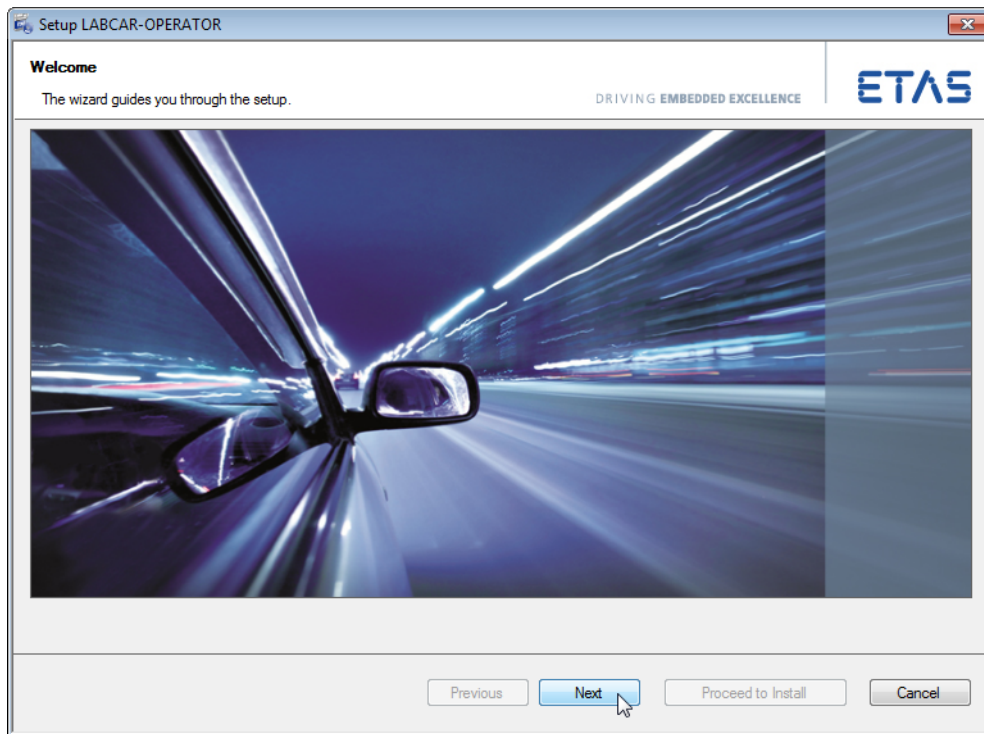 Setup LABCAR-OPERATOR
Welcome
The wizard guides you through the setup.
DRIVING EMBEDDED EXCELLENCE
ETAS
Previous
Next
Proceed to Install
Cancel